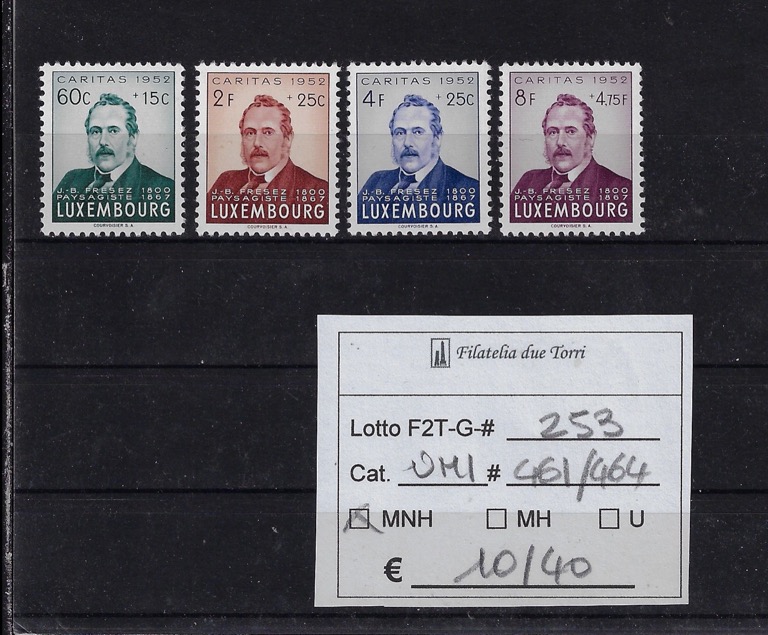 CARITAS 1952
60C +15C
J.-B. FRESEZ 1800
PAYSAGISTE 1867
LUXEMBOURG
COURVOISIER S.A.
CARITAS 1952
2F +25C
J.-B. FRESEZ 1800
PAYSAGISTE 1867
LUXEMBOURG
COURVOISIER S.A.
CARITAS 1952
4F +25C
J.-B. FRESEZ 1800
PAYSAGISTE 1867
LUXEMBOURG
COURVOISIER S.A.
CARITAS 1952
8F +4.75F
J.-B. FRESEZ 1800
PAYSAGISTE 1867
LUXEMBOURG
COURVOISIER S.A.
Filatelia due Torri
Lotto F2T-G-# 253
Cat. # 461/464
MNH MH U
€ 10/40